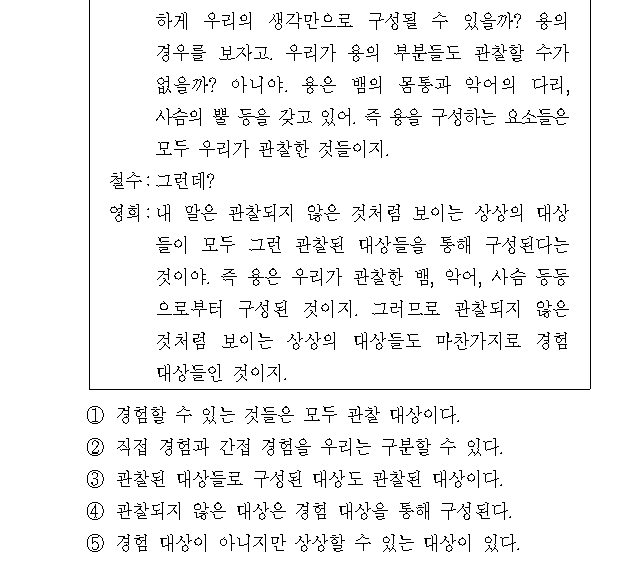 하게 우리의 생각만으로 구성될 수 있을까? 용의
경우를 보자고. 우리가 용의 부분들도 관찰할 수가
없을까? 아니야. 용은 뱀의 몸통과 악어의 다리,
사슴의 뿔 등을 갖고 있어. 즉 용을 구성하는 요소들은
모두 우리가 관찰한 것들이지.
철수: 그런데?
영희: 내 말은 관찰되지 않은 것처럼 보이는 상상의 대상
들이 모두 그런 관찰된 대상들을 통해 구성된다는
것이야. 즉 용은 우리가 관찰한 뱀, 악어, 사슴 등등
으로부터 구성된 것이지. 그러므로 관찰되지 않은
것처럼 보이는 상상의 대상들도 마찬가지로 경험
대상들인 것이지.
① 경험할 수 있는 것들은 모두 관찰 대상이다.
② 직접 경험과 간접 경험을 우리는 구분할 수 있다.
③ 관찰된 대상들로 구성된 대상도 관찰된 대상이다.
④ 관찰되지 않은 대상은 경험 대상을 통해 구성된다.
⑤ 경험 대상이 아니지만 상상할 수 있는 대상이 있다.